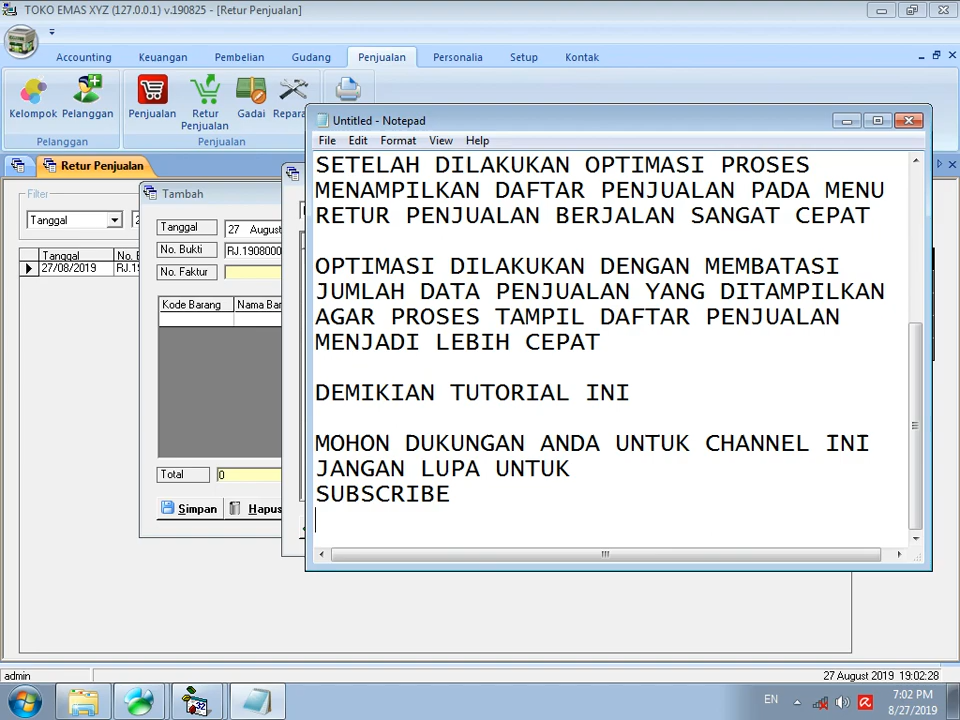 TOKO EMAS XYZ (127.0.0.1) v.190825 - [Retur Penjualan]
Accounting Keuangan Pembelian Gudang Penjualan Personalia Setup Kontak
Kelompok Pelanggan Penjualan Retur Penjualan Gadai
Pelanggan Penjualan
Retur Penjualan
Filter
Tanggal
Tanggal No.
27/08/2019
Tambah
Tanggal 27 August
No. Bukti RJ.1908000
No. Faktur
Kode Barang Nama
Total 0
Simpan Hapus
Untitled - Notepad
File Edit Format View Help
SETELAH DILAKUKAN OPTIMASI PROSES
MENAMPILKAN DAFTAR PENJUALAN PADA MENU
RETUR PENJUALAN BERJALAN SANGAT CEPAT
OPTIMASI DILAKUKAN DENGAN MEMBATASI
JUMLAH DATA PENJUALAN YANG DITAMPILKAN
AGAR PROSES TAMPIL DAFTAR PENJUALAN
MENJADI LEBIH CEPAT
DEMIKIAN TUTORIAL INI
MOHON DUKUNGAN ANDA UNTUK CHANNEL INI
JANGAN LUPA UNTUK
SUBSCRIBE
admin
27 August 2019 19:02:28
EN
7:02 PM
8/27/2019